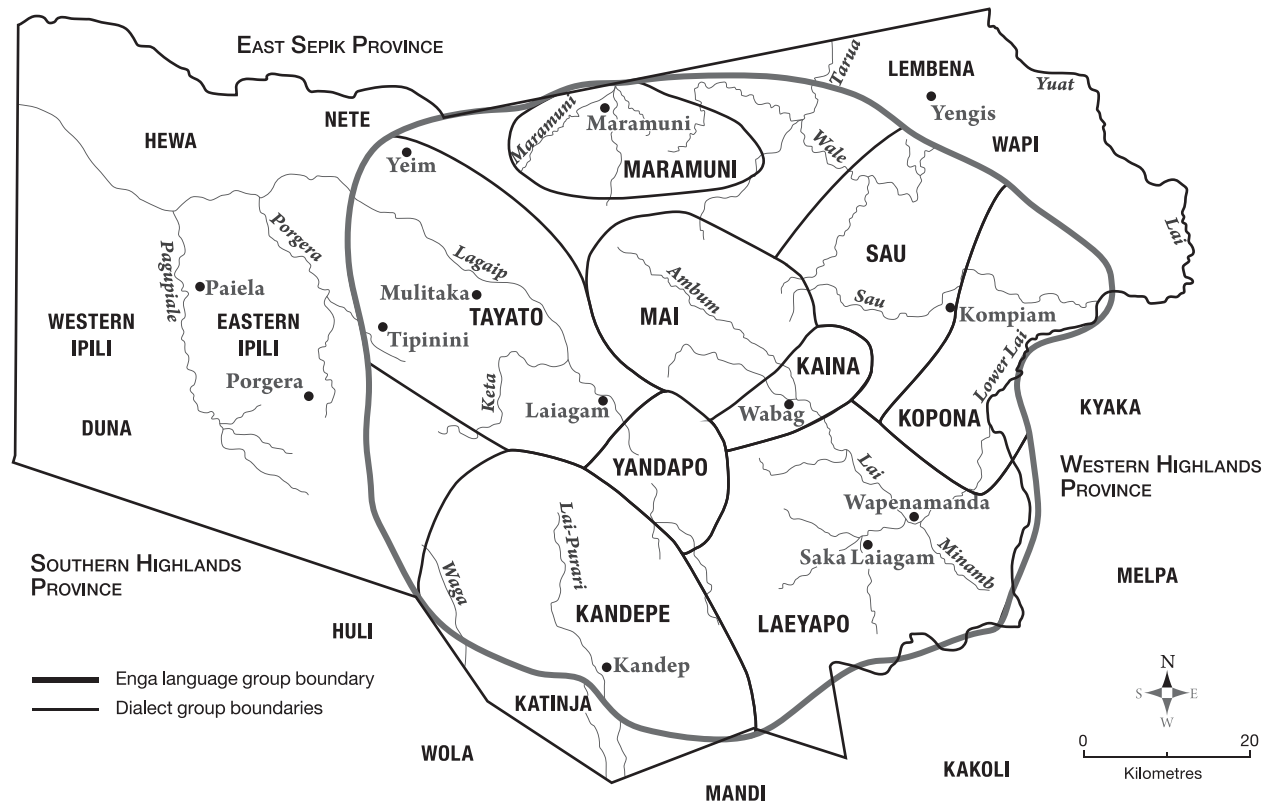 EAST SEPIK PROVINCE
Tarua
LEMBENA
Yuat
Yengis
NETE
HEWA
Maramuni
Maramuni
MARAMUNI
Wale
WAPI
Yeim
Porgera
Lagaip
Lai
SAU
Pagupiale
Paiela
Mulitaka
TAYATO
Ambum
MAI
Sau
Kompiam
WESTERN
IPILI
EASTERN
IPILI
Tipinini
KAINA
Lower Lai
Porgera
Keta
Laiagam
Wabag
KOPONA
KYAKA
DUNA
YANDAPO
Lai
WESTERN HIGHLANDS
PROVINCE
Wapenamanda
Lai-Purari
Saka Laiagam
Minamb
SOUTHERN HIGHLANDS
PROVINCE
Waga
MELPA
HULI
KANDEPE
LAEYAPO
Kandep
Enga language group boundary
Dialect group boundaries
KATINJA
N
S E
W
WOLA
0 20
Kilometres
KAKOLI
MANDI